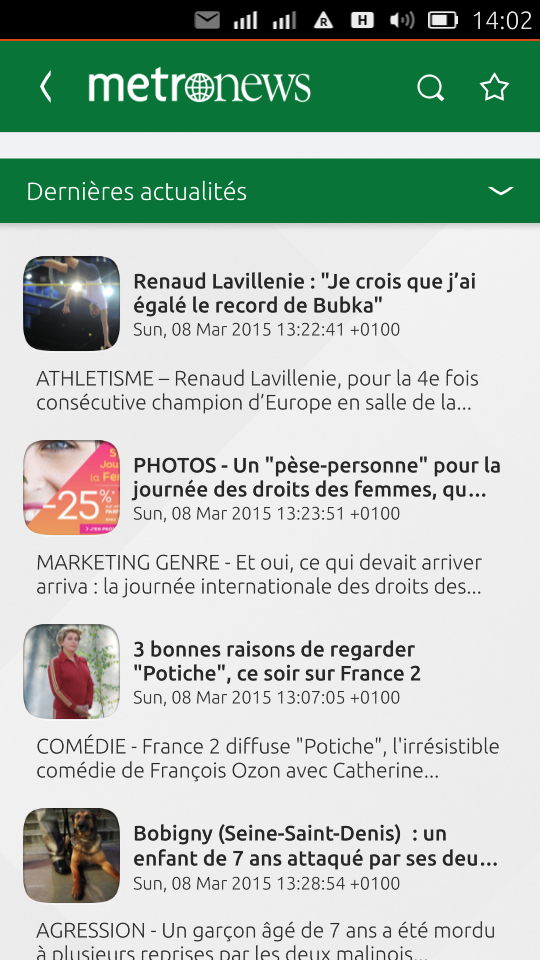 R H 14:02
metronews
Dernières actualités
Renaud Lavillenie : "Je crois que j’ai
égalé le record de Bubka"
Sun, 08 Mar 2015 13:22:41 +0100
ATHLETISME – Renaud Lavillenie, pour la 4e fois
consécutive champion d’Europe en salle de la...
-25%*
PHOTOS - Un "pèse-personne" pour la
journée des droits des femmes, qu...
Sun, 08 Mar 2015 13:23:51 +0100
MARKETING GENRE - Et oui, ce qui devait arriver
arriva : la journée internationale des droits des...
3 bonnes raisons de regarder
"Potiche", ce soir sur France 2
Sun, 08 Mar 2015 13:07:05 +0100
COMÉDIE - France 2 diffuse "Potiche", l'irrésistible
comédie de François Ozon avec Catherine...
Bobigny (Seine-Saint-Denis)  : un
enfant de 7 ans attaqué par ses deu...
Sun, 08 Mar 2015 13:28:54 +0100
AGRESSION - Un garçon âgé de 7 ans a été mordu
à plusieurs reprises par les deux malinois...